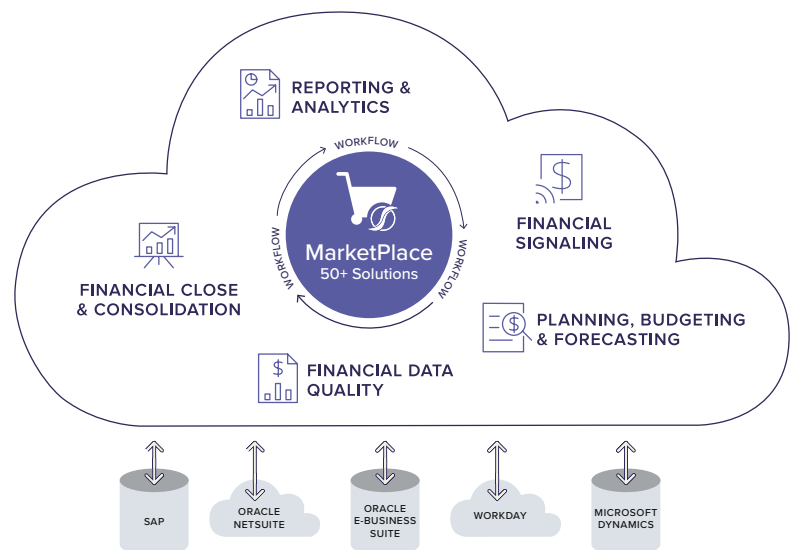 REPORTING &
ANALYTICS
WORKFLOW
WORKFLOW
WORKFLOW
MarketPlace
50+ Solutions
FINANCIAL
SIGNALING
FINANCIAL CLOSE
& CONSOLIDATION
PLANNING, BUDGETING
& FORECASTING
FINANCIAL DATA
QUALITY
SAP
ORACLE
NETSUITE
ORACLE
E-BUSINESS
SUITE
WORKDAY
MICROSOFT
DYNAMICS